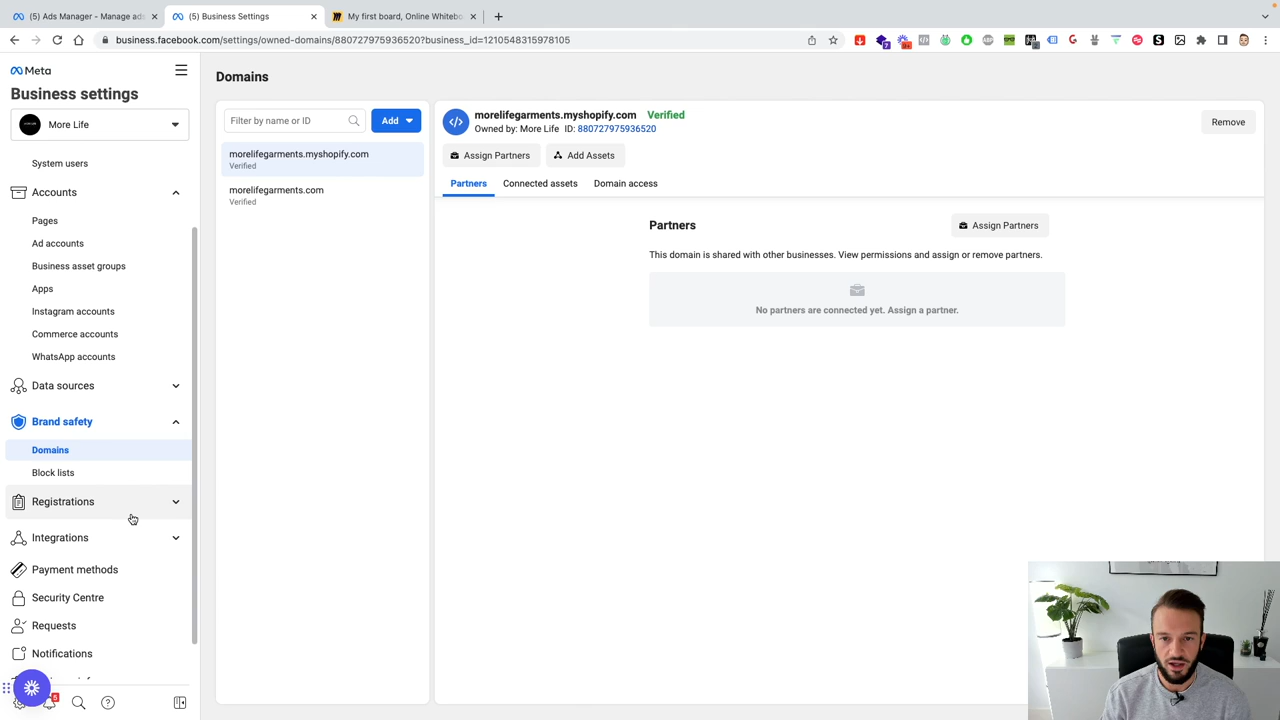 (5) Ads Manager - Manage ads
(5) Business Settings
My first board, Online Whitebo
business.facebook.com/settings/owned-domains/880727975936520?business_id=1210548315978105
Meta
Business settings
More Life
System users
Accounts
Pages
Ad accounts
Business asset groups
Apps
Instagram accounts
Commerce accounts
WhatsApp accounts
Data sources
Brand safety
Domains
Block lists
Registrations
Integrations
Payment methods
Security Centre
Requests
Notifications
Domains
Filter by name or ID
Add
morelifegarments.myshopify.com
Verified
morelifegarments.com
Verified
morelifegarments.myshopify.com Verified
Owned by: More Life ID: 880727975936520
Remove
Assign Partners
Add Assets
Partners
Connected assets
Domain access
Partners
Assign Partners
This domain is shared with other businesses. View permissions and assign or remove partners.
No partners are connected yet. Assign a partner.